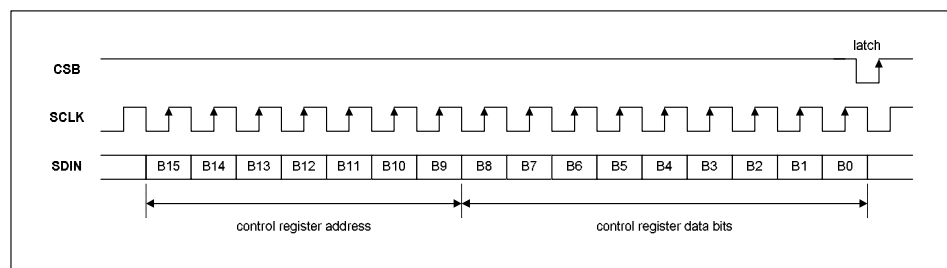 latch
CSB
SCLK
SDIN B15 B14 B13 B12 B11 B10 B9 B8 B7 B6 B5 B4 B3 B2 B1 B0
control register address control register data bits